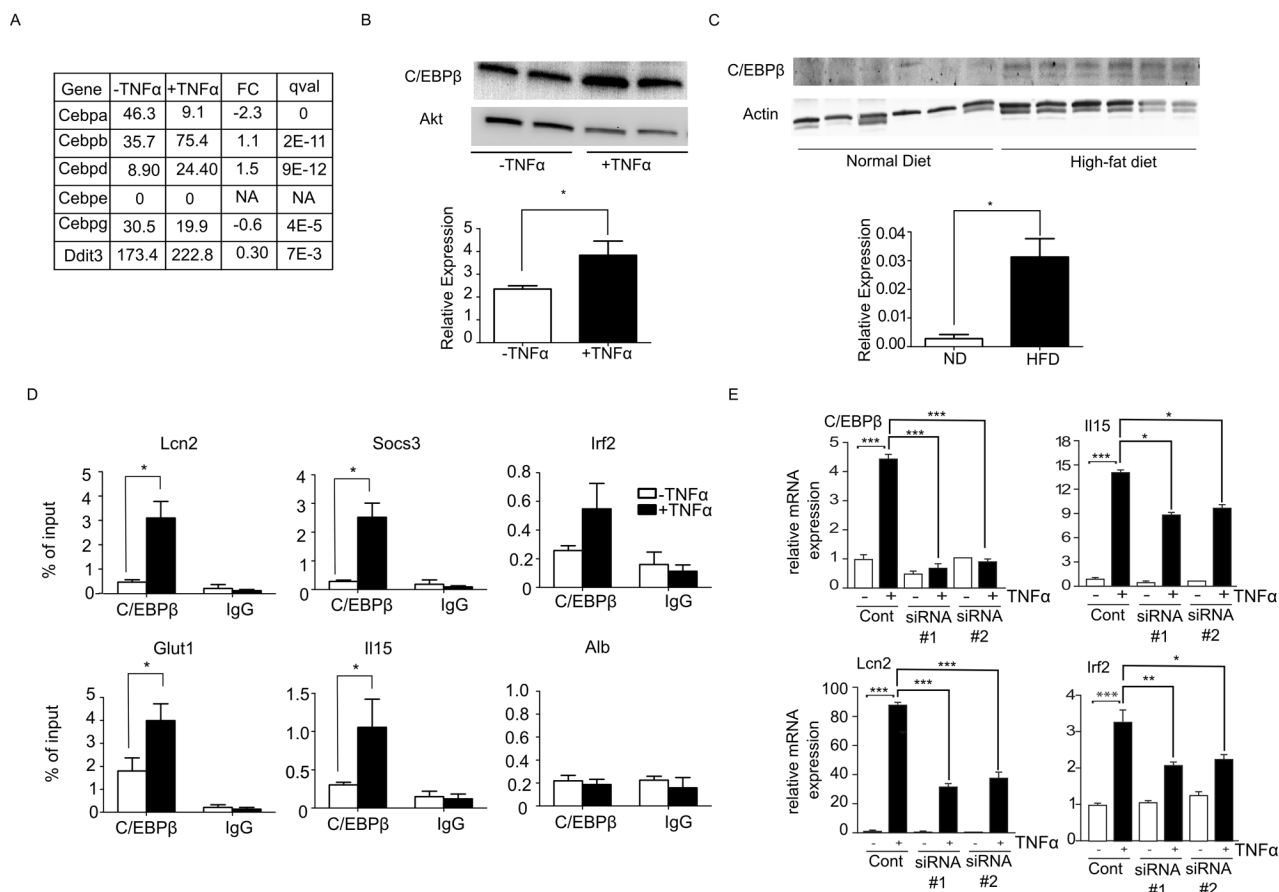 A
Gene -TNFα +TNFα FC qval
Cebpa 46.3 9.1 -2.3 0
Cebpb 35.7 75.4 1.1 2E-11
Cebpd 8.90 24.40 1.5 9E-12
Cebpe 0 0 NA NA
Cebpg 30.5 19.9 -0.6 4E-5
Ddit3 173.4 222.8 0.30 7E-3
B
C/EBPβ
Akt
-TNFα +TNFα
*
Relative Expression
5
4
3
2
1
0
-TNFα +TNFα
C
C/EBPβ
Actin
Normal Diet High-fat diet
*
Relative Expression
0.04
0.03
0.02
0.01
0.00
ND HFD
D
Lcn2
*
% of input
5
4
3
2
1
0
C/EBPβ IgG
Socs3
*
4
3
2
1
0
C/EBPβ IgG
Irf2
-TNFα
+TNFα
0.8
0.6
0.4
0.2
0
C/EBPβ IgG
Glut1
*
% of input
5
4
3
2
1
0
C/EBPβ IgG
Il15
*
1.5
1.0
0.5
0.0
C/EBPβ IgG
Alb
1.0
0.8
0.6
0.4
0.2
0.0
C/EBPβ IgG
E
C/EBPβ
***
*** ***
relative mRNA
expression
5
4
3
2
1
0
- + - + - + TNFα
Cont siRNA siRNA
#1 #2
Il15
*
*** *
18
15
12
9
6
3
0
- + - + - + TNFα
Cont siRNA siRNA
#1 #2
Lcn2
***
*** ***
relative mRNA
expression
100
80
60
40
20
0
- + - + - + TNFα
Cont siRNA siRNA
#1 #2
Irf2
*
*** **
4
3
2
1
0
- + - + - + TNFα
Cont siRNA siRNA
#1 #2